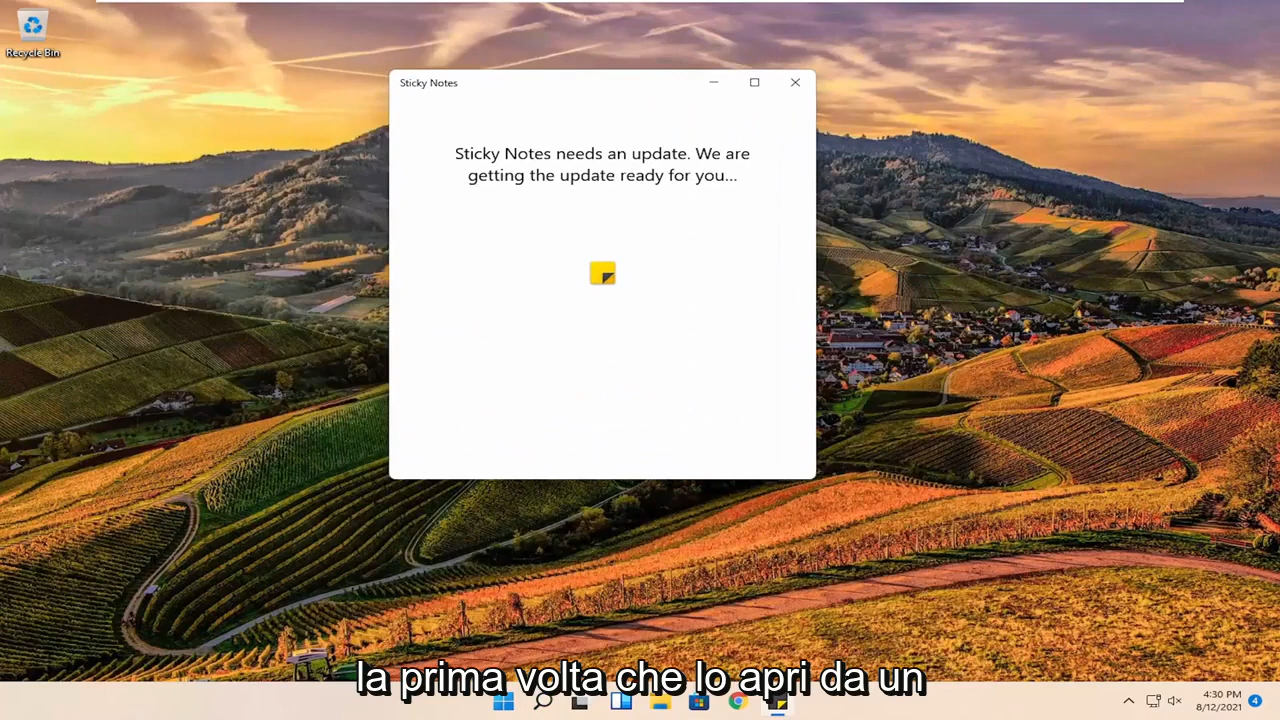 Recycle Bin
Sticky Notes
Sticky Notes needs an update. We are
getting the update ready for you...
la prima volta che lo apri da un
4:30 PM
8/12/2021
4